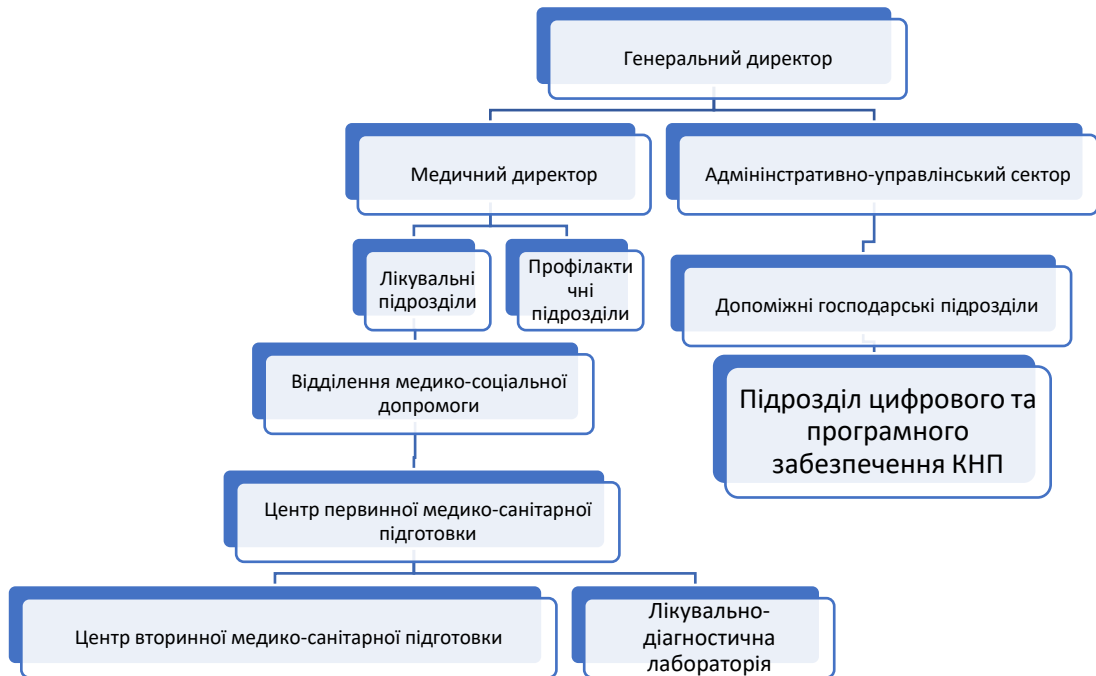 Генеральний директор
Медичний директор
Адміністративно-управлінський сектор
Лікувальні
підрозділи
Профілакти
чні
підрозділи
Допоміжні господарські підрозділи
Відділення медико-соціальної
допромоги
Підрозділ цифрового та
програмного
забезпечення КНП
Центр первинної медико-санітарної
підготовки
Центр вторинної медико-санітарної підготовки
Лікувально-
діагностична
лабораторія